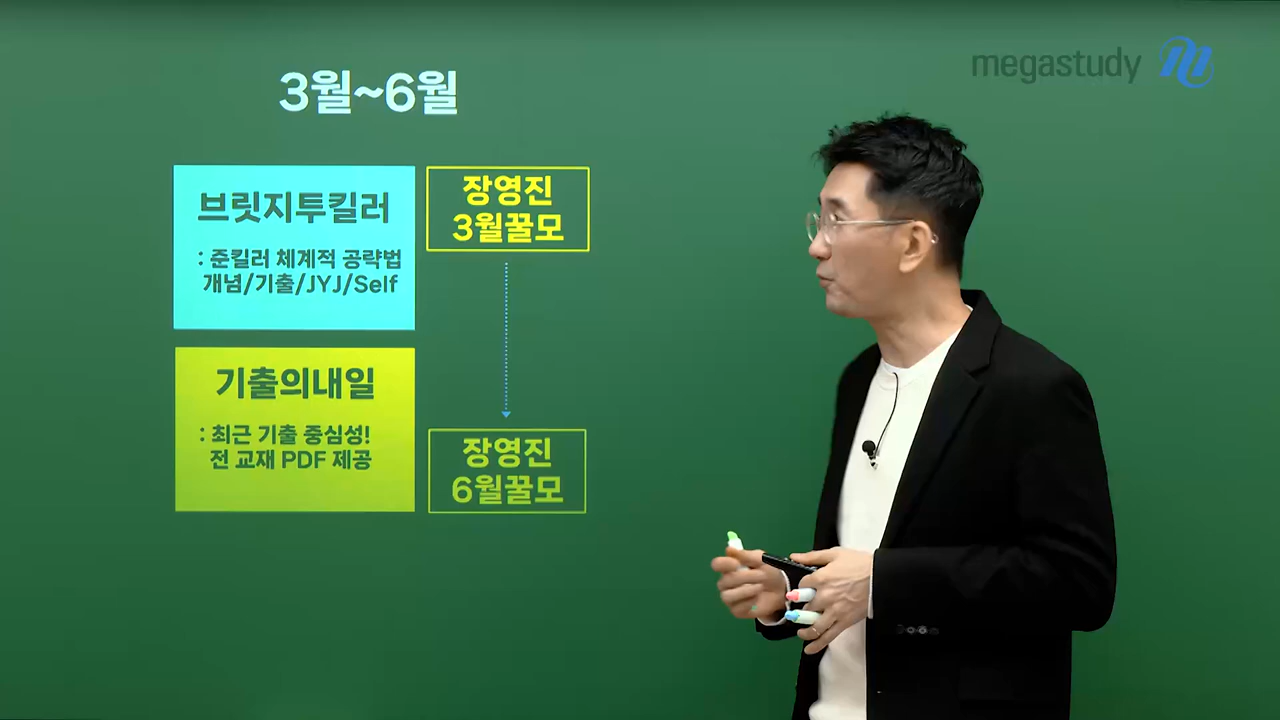 3월~6월
megastudy
브릿지투킬러
: 준킬러 체계적 공략법
개념/기출/JYJ/Self
장영진
3월꿀모
기출의내일
: 최근 기출 중심성!
전 교재 PDF 제공
장영진
6월꿀모